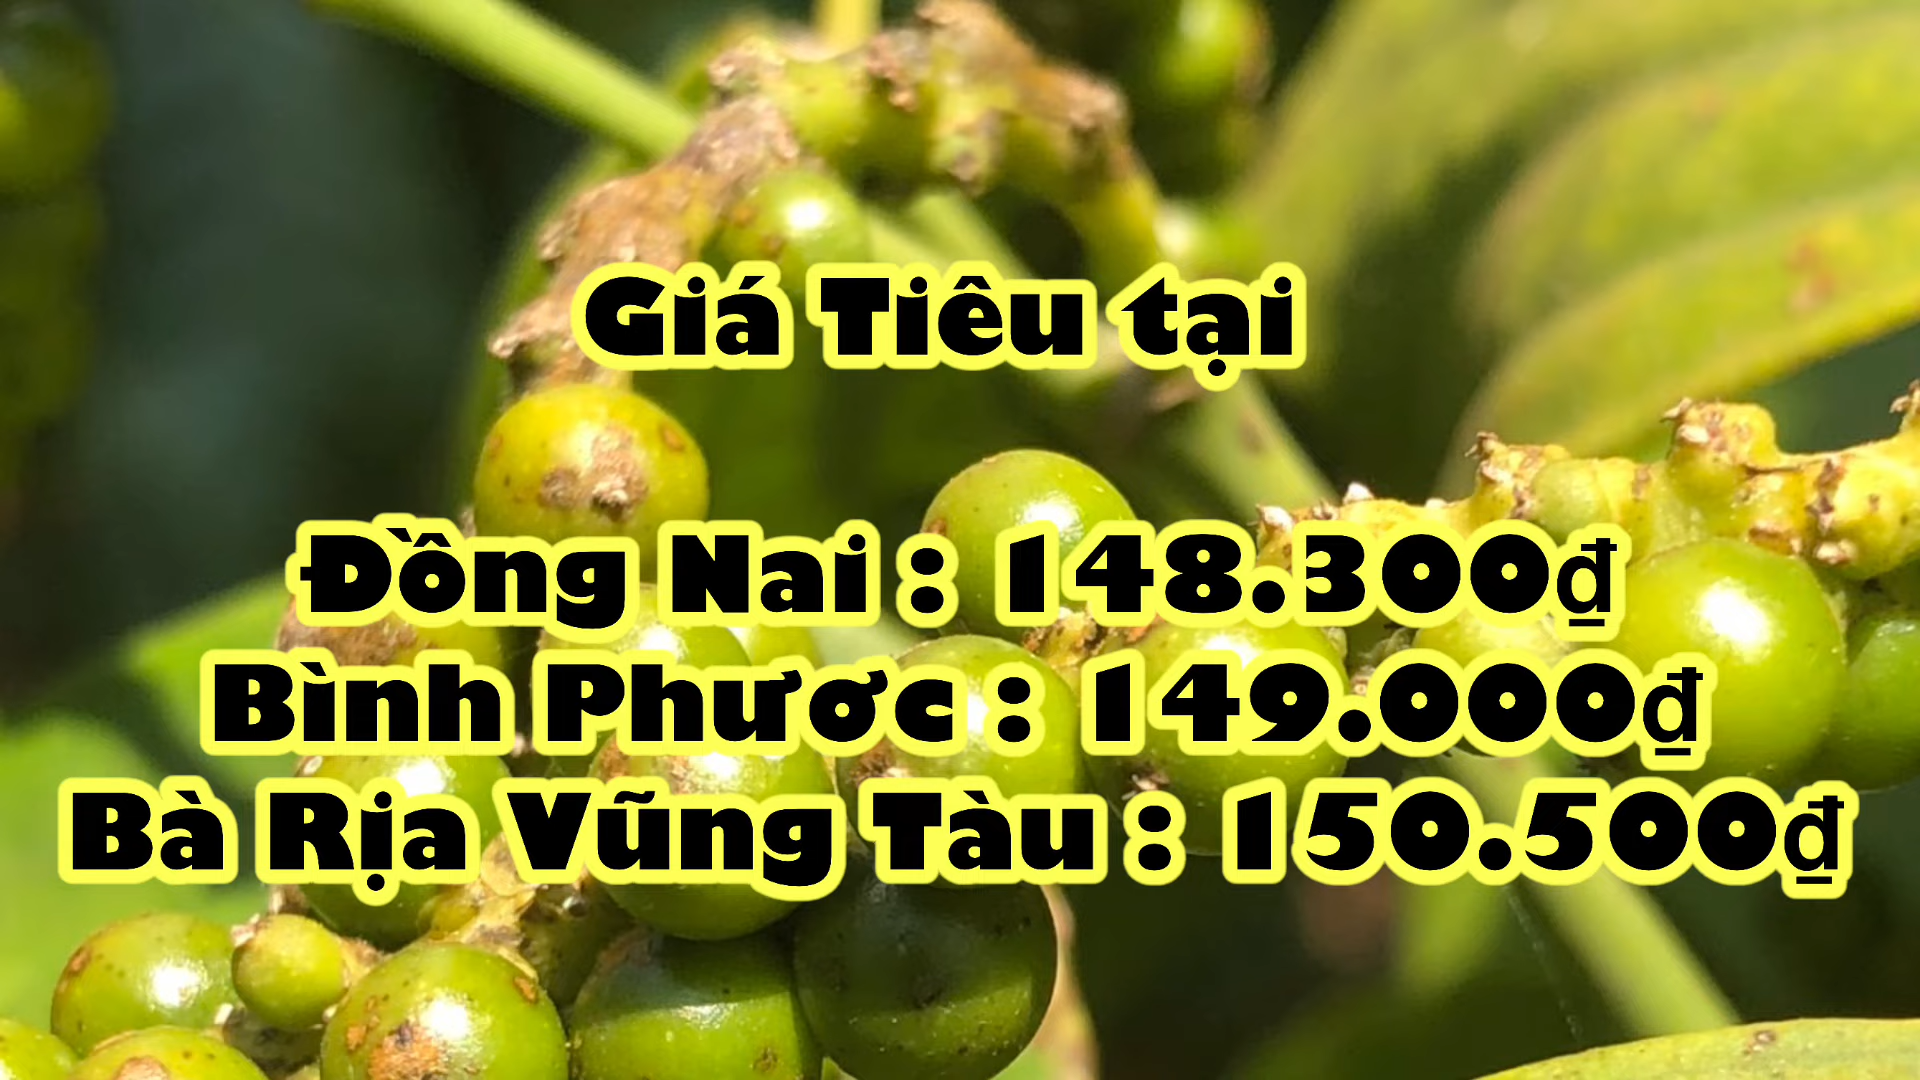 Giá Tiêu tại
Đồng Nai : 148.300₫
Bình Phươc : 149.000₫
Bà Rịa Vũng Tàu : 150.500₫